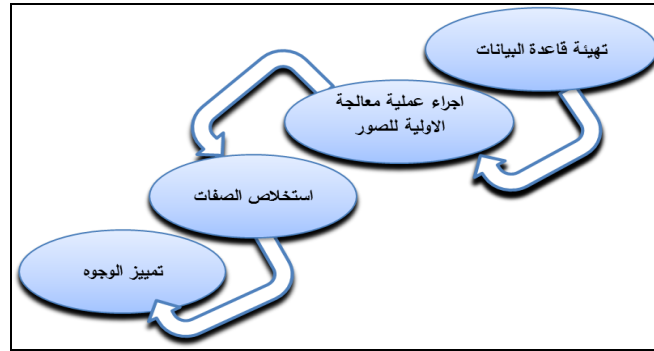 تهيئة قاعدة البيانات
اجراء عملية معالجة
الاولية للصور
استخلاص الصفات
تمييز الوجوه